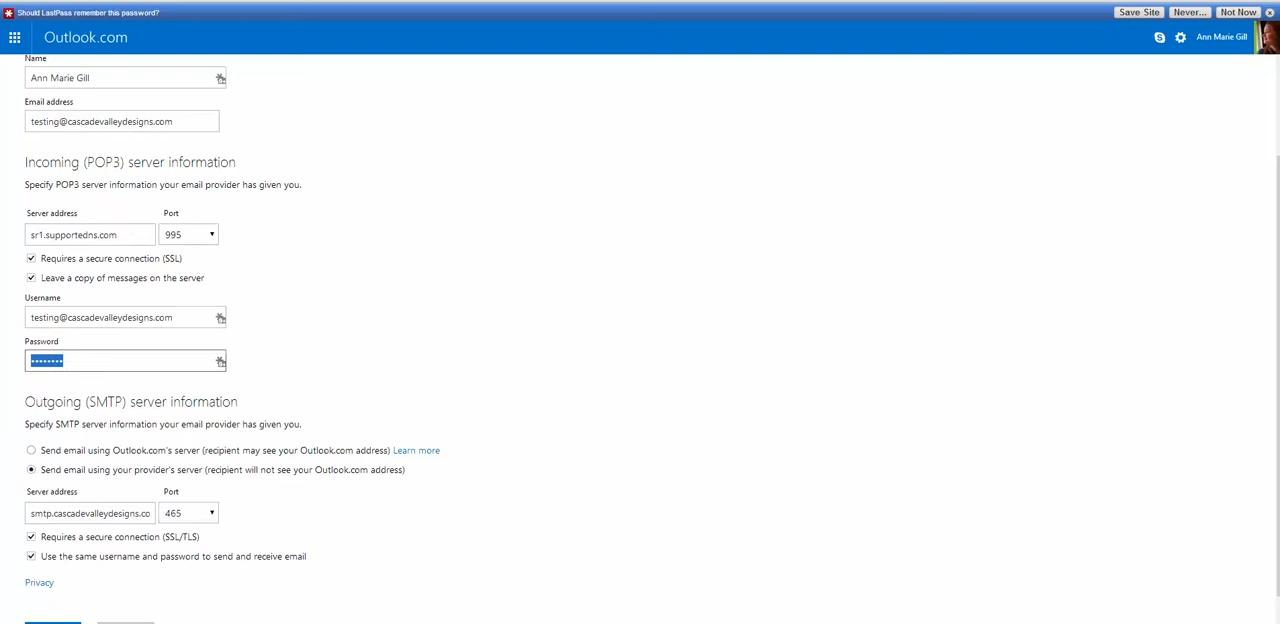 Should LastPass remember this password?
Save Site Never... Not Now
Outlook.com
Ann Marie Gill
Name
Ann Marie Gill
Email address
testing@cascadevalleydesigns.com
Incoming (POP3) server information
Specify POP3 server information your email provider has given you.
Server address Port
sr1.supportedns.com 995
Requires a secure connection (SSL)
Leave a copy of messages on the server
Username
testing@cascadevalleydesigns.com
Password
••••••••
Outgoing (SMTP) server information
Specify SMTP server information your email provider has given you.
Send email using Outlook.com's server (recipient may see your Outlook.com address) Learn more
Send email using your provider's server (recipient will not see your Outlook.com address)
Server address Port
smtp.cascadevalleydesigns.co 465
Requires a secure connection (SSL/TLS)
Use the same username and password to send and receive email
Privacy